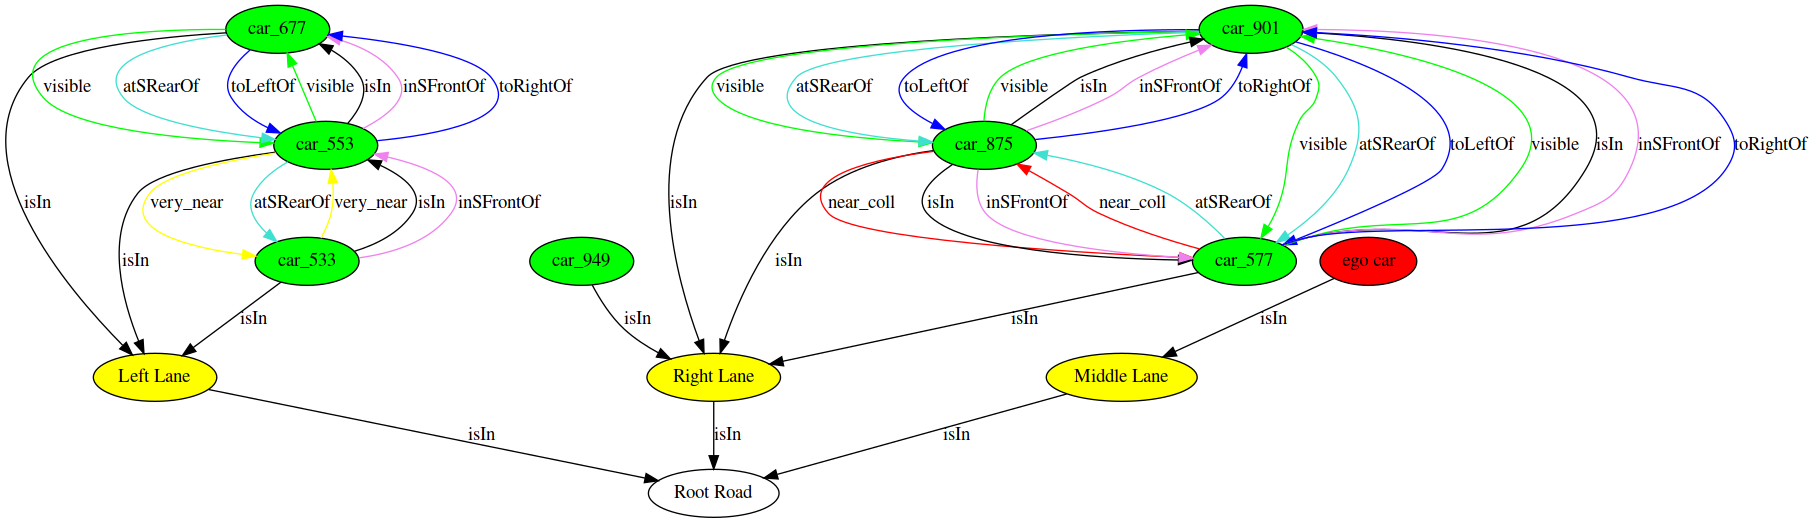 car_677
car_901
visible
atSRearOf
toLeftOf
visible
isIn
inSFrontOf
toRightOf
visible
atSRearOf
toLeftOf
visible
isIn
inSFrontOf
toRightOf
car_553
car_875
visible
atSRearOf
toLeftOf
visible
isIn
inSFrontOf
toRightOf
isIn
very_near
atSRearOf
very_near
isIn
inSFrontOf
isIn
near_coll
isIn
inSFrontOf
near_coll
atSRearOf
isIn
isIn
car_533
car_949
car_577
ego car
isIn
isIn
isIn
isIn
Left Lane
Right Lane
Middle Lane
isIn
isIn
isIn
Root Road